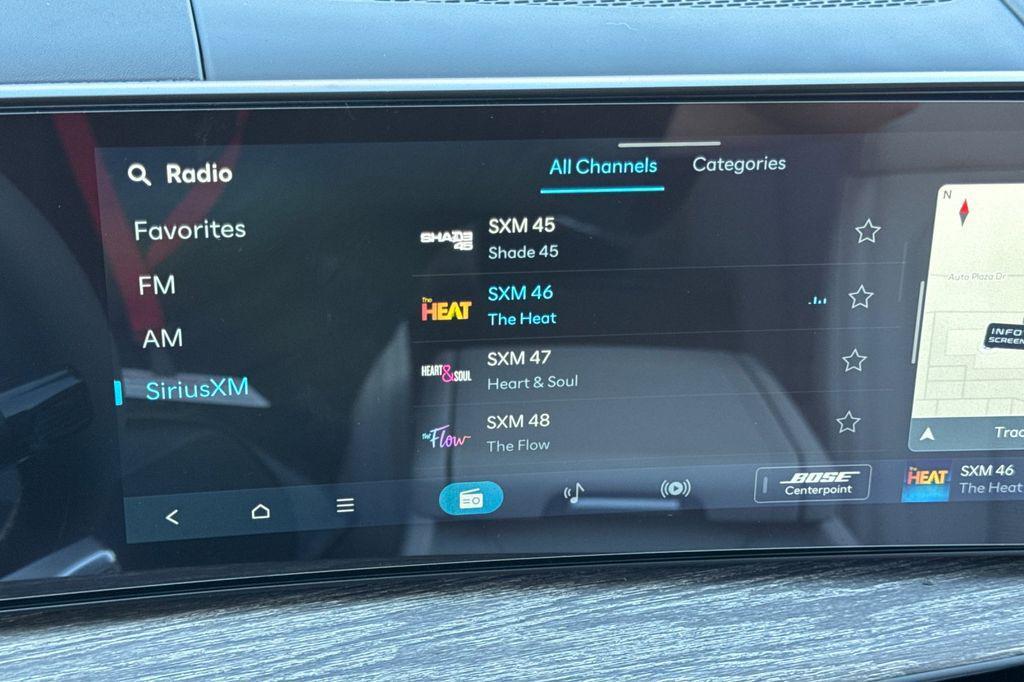 Radio
Favorites
FM
AM
SiriusXM
All Channels
Categories
SHADE
45
SXM 45
Shade 45
The
HEAT
SXM 46
The Heat
HEART&SOUL
SXM 47
Heart & Soul
the Flow
SXM 48
The Flow
BOSE
Centerpoint
N
Auto Plaza Dr
INFO
SCREEN
Trac
The
HEAT
SXM 46
The Heat